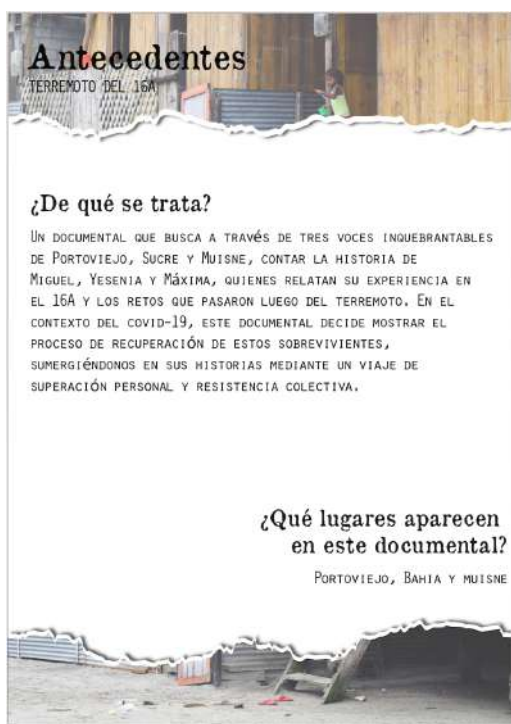 Antecedentes
TERREMOTO DEL 16A
¿De qué se trata?
UN DOCUMENTAL QUE BUSCA A TRAVÉS DE TRES VOCES INQUEBRANTABLES
DE PORTOVIEJO, SUCRE Y MUISNE, CONTAR LA HISTORIA DE
MIGUEL, YESENIA Y MÁXIMA, QUIENES RELATAN SU EXPERIENCIA EN
EL 16A Y LOS RETOS QUE PASARON LUEGO DEL TERREMOTO. EN EL
CONTEXTO DEL COVID-19, ESTE DOCUMENTAL DECIDE MOSTRAR EL
PROCESO DE RECUPERACIÓN DE ESTOS SOBREVIVIENTES,
SUMERGIÉNDONOS EN SUS HISTORIAS MEDIANTE UN VIAJE DE
SUPERACIÓN PERSONAL Y RESISTENCIA COLECTIVA.
¿Qué lugares aparecen
en este documental?
PORTOVIEJO, BAHIA Y MUISNE